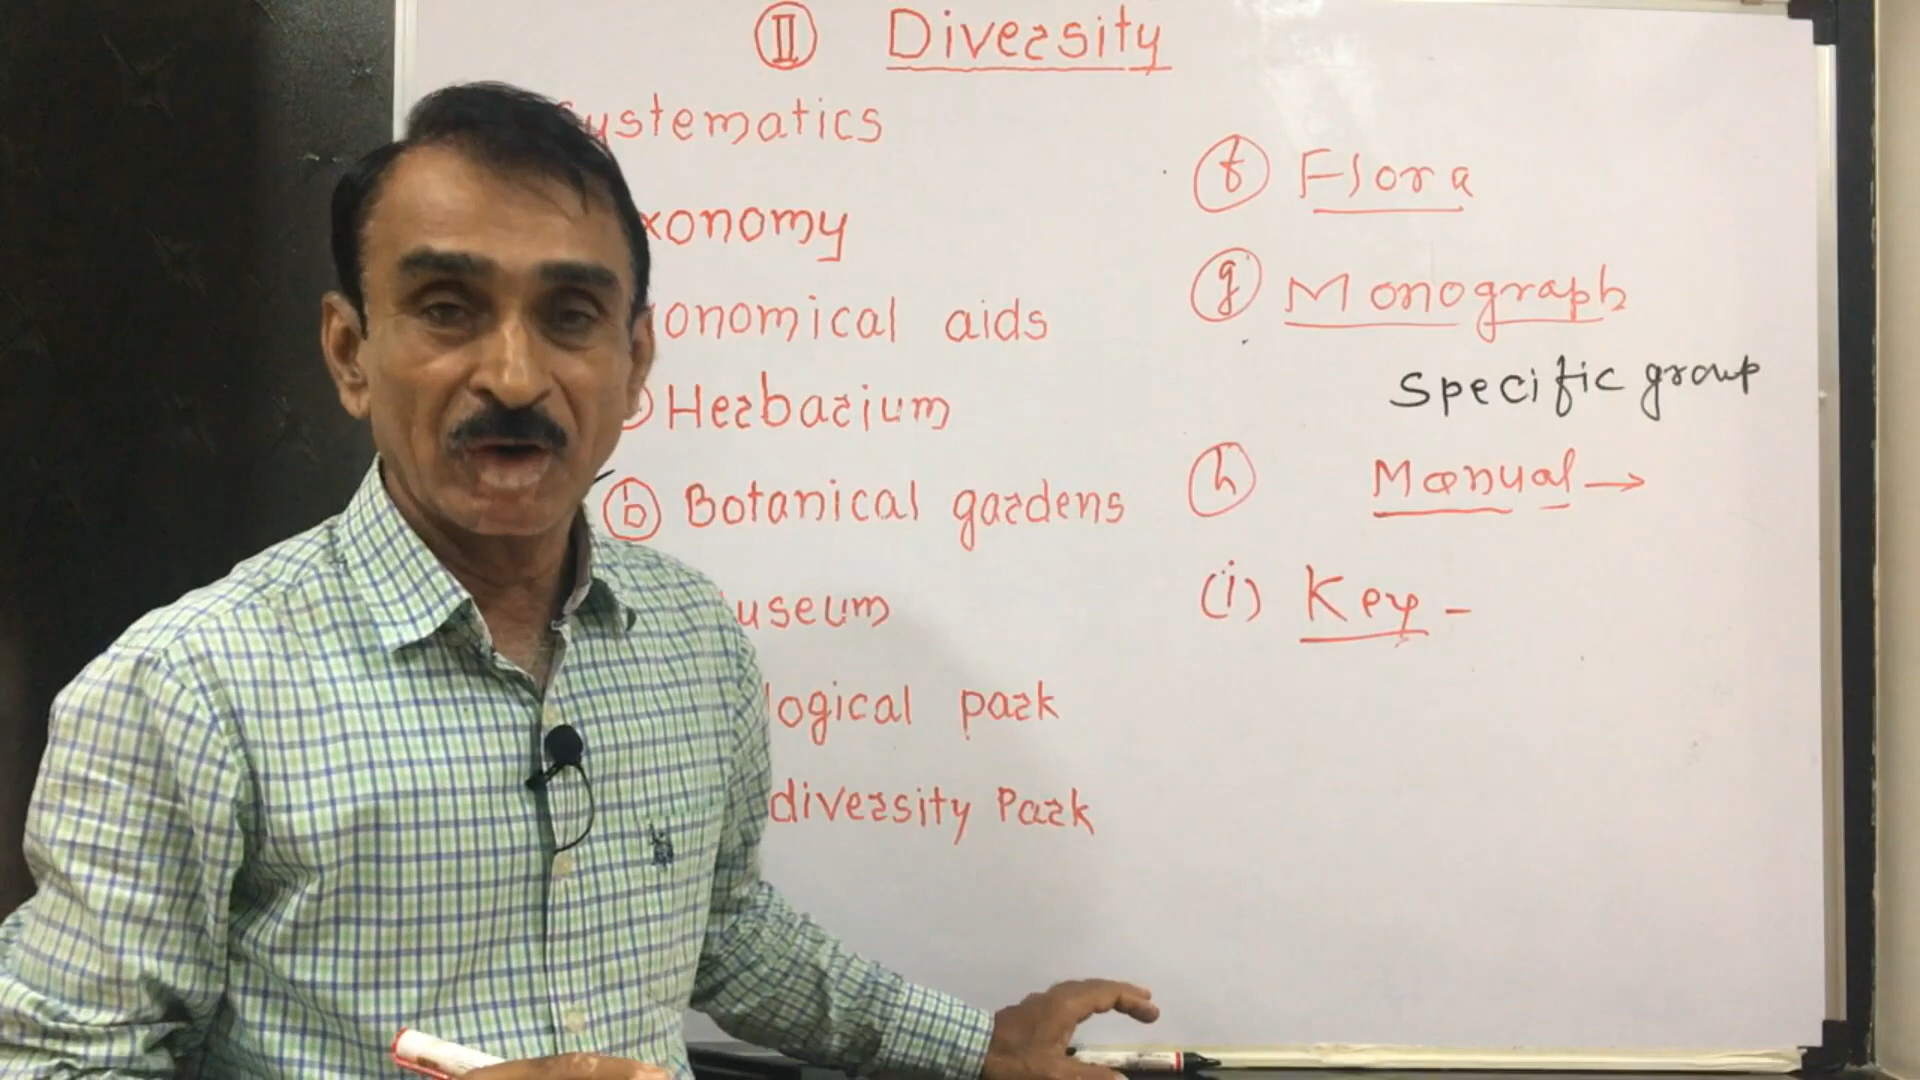 II Diversity
ystematics
xonomy
onomical aids
Herbarium
b Botanical gardens
useum
logical park
diversity Park
f Flora
g Monograph
Specific group
h Manual →
(i) Key -